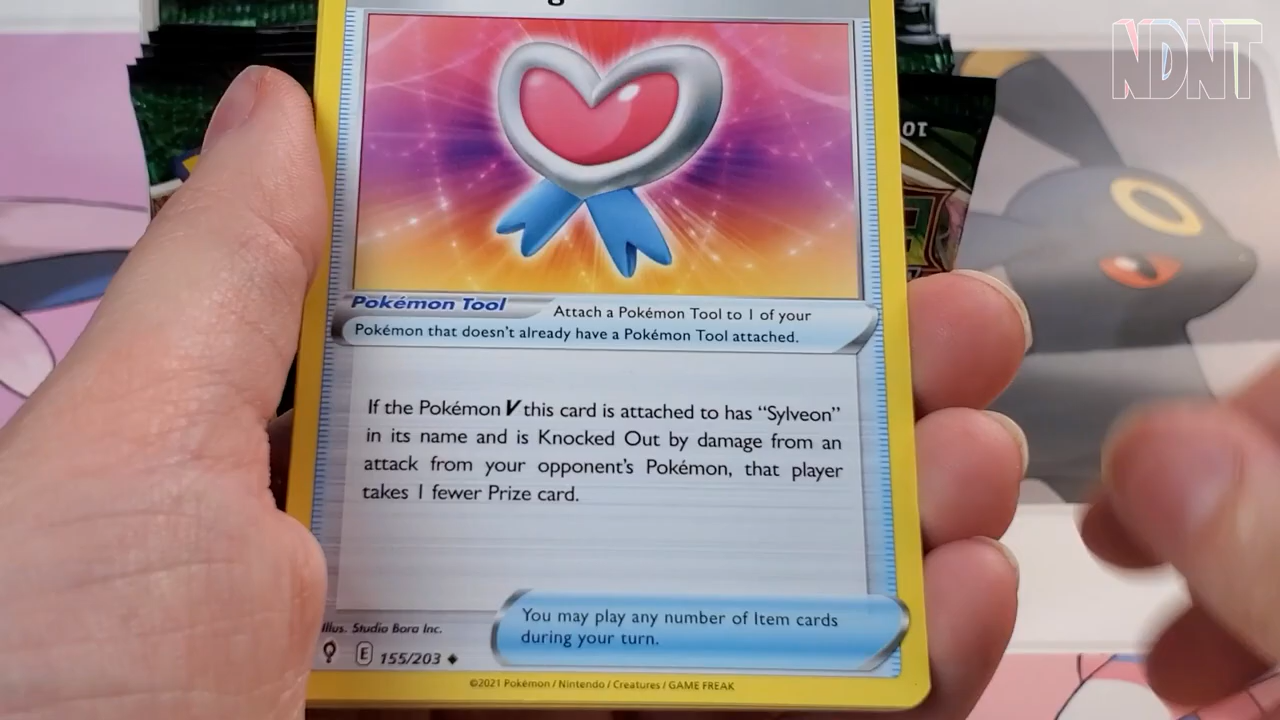 NDNT
10
Pokémon Tool
Attach a Pokémon Tool to 1 of your
Pokémon that doesn't already have a Pokémon Tool attached.
If the Pokémon V this card is attached to has “Sylveon”
in its name and is Knocked Out by damage from an
attack from your opponent's Pokémon, that player
takes 1 fewer Prize card.
You may play any number of Item cards
during your turn.
Illus. Studio Bora Inc.
E 155/203
©2021 Pokémon / Nintendo / Creatures / GAME FREAK